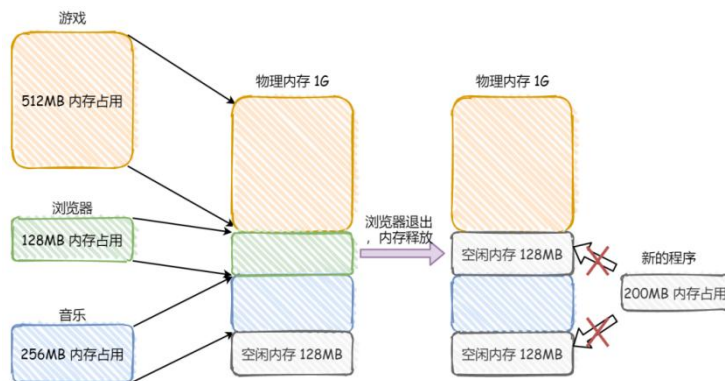 游戏
512MB 内存占用
浏览器
128MB 内存占用
音乐
256MB 内存占用
物理内存 1G
空闲内存 128MB
浏览器退出
，内存释放
物理内存 1G
空闲内存 128MB
空闲内存 128MB
新的程序
200MB 内存占用